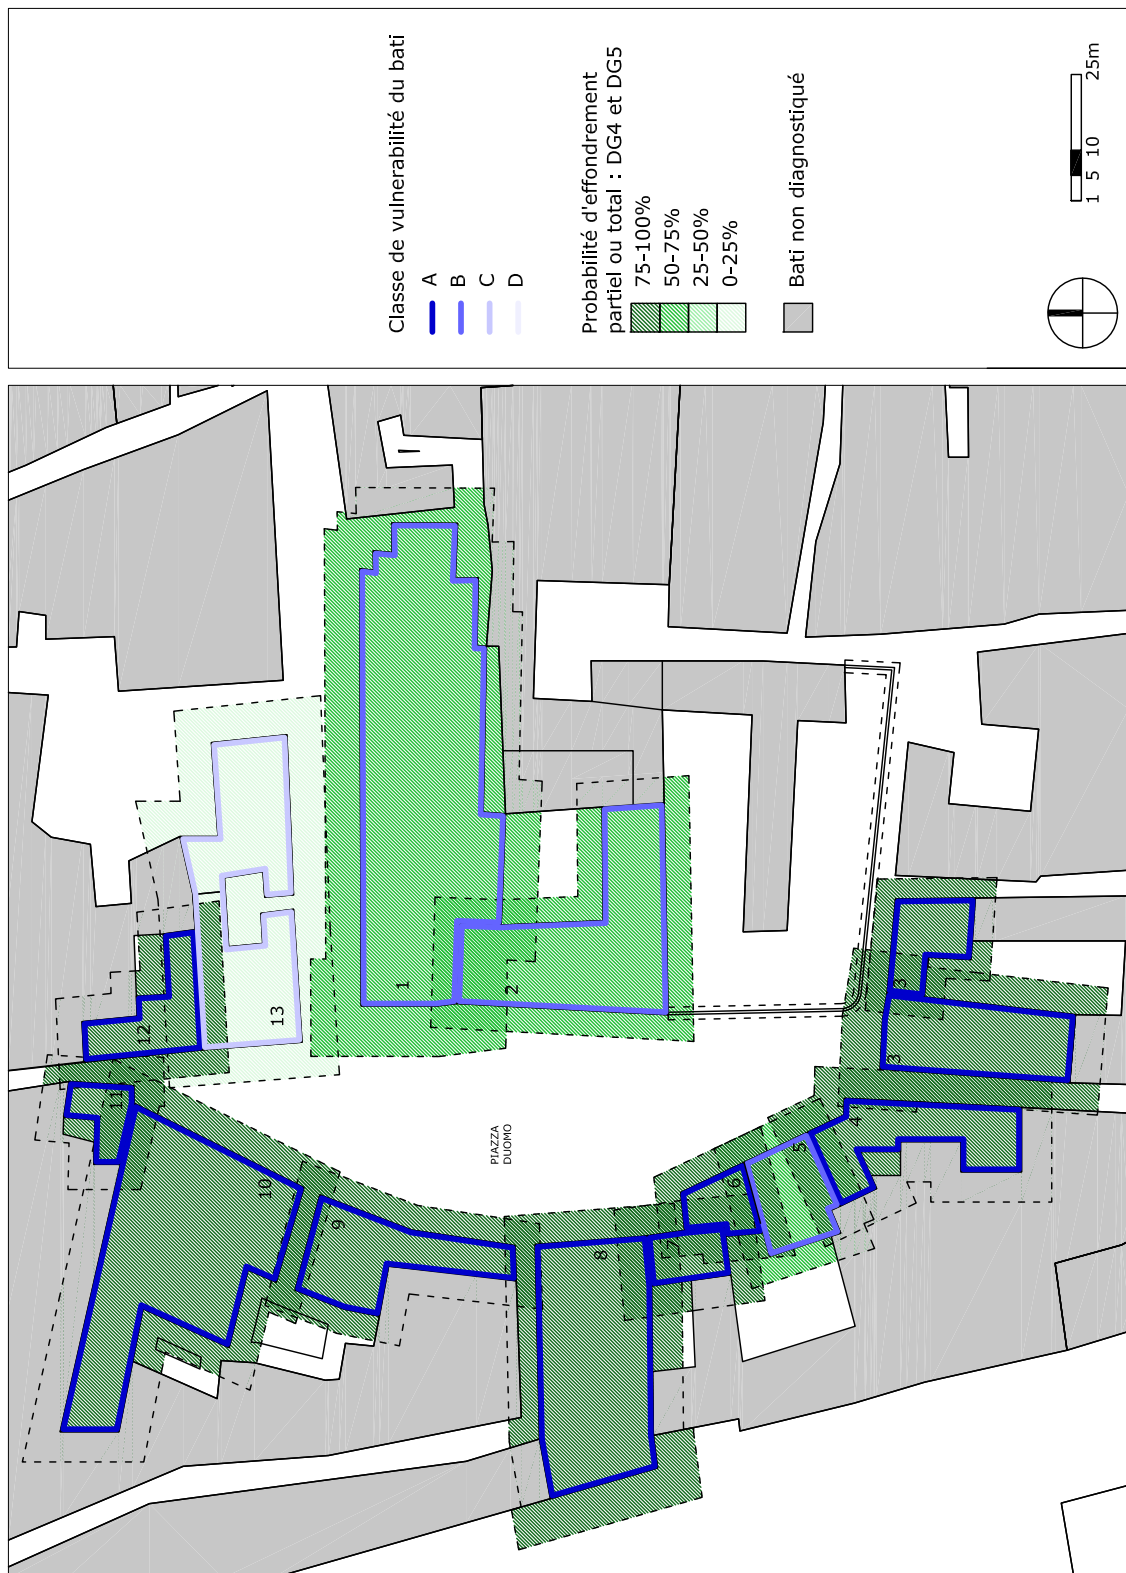 Classe de vulnerabilité du bati
A
B
C
D
Probabilité d'effondrement
partiel ou total : DG4 et DG5
75-100%
50-75%
25-50%
0-25%
Bati non diagnostiqué
1 5 10 25m
1
2
3
3
4
5
6
7
8
9
10
11
12
13
PIAZZA
DUOMO